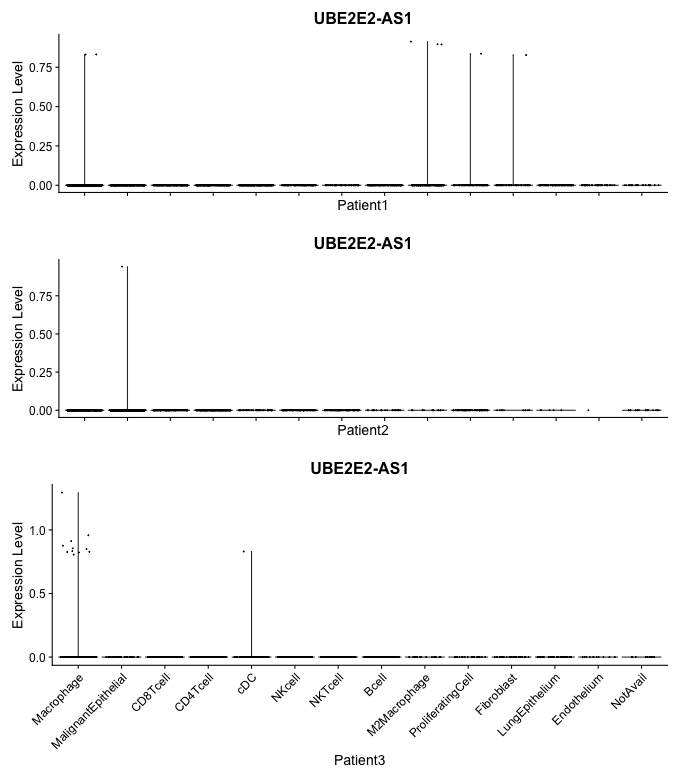 UBE2E2-AS1
Expression Level
0.75
0.50
0.25
0.00
Patient1
UBE2E2-AS1
Expression Level
0.75
0.50
0.25
0.00
Patient2
UBE2E2-AS1
Expression Level
1.0
0.5
0.0
Macrophage
MalignantEpithelial
CD8Tcell
CD4Tcell
cDC
NKcell
NKTcell
Bcell
M2Macrophage
ProliferatingCell
Fibroblast
LungEpithelium
Endothelium
NotAvail
Patient3